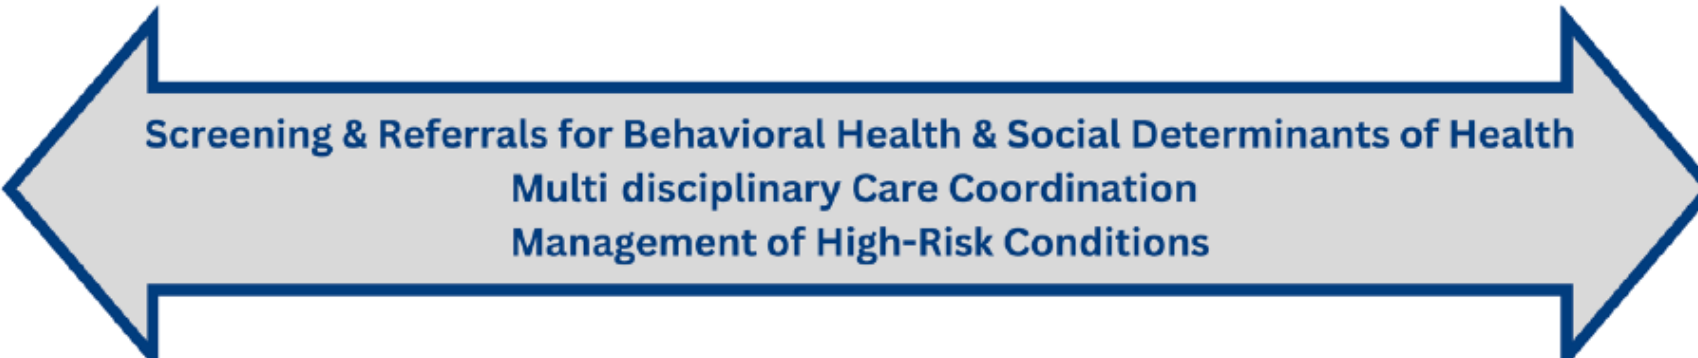 Screening & Referrals for Behavioral Health & Social Determinants of Health
Multi disciplinary Care Coordination
Management of High-Risk Conditions